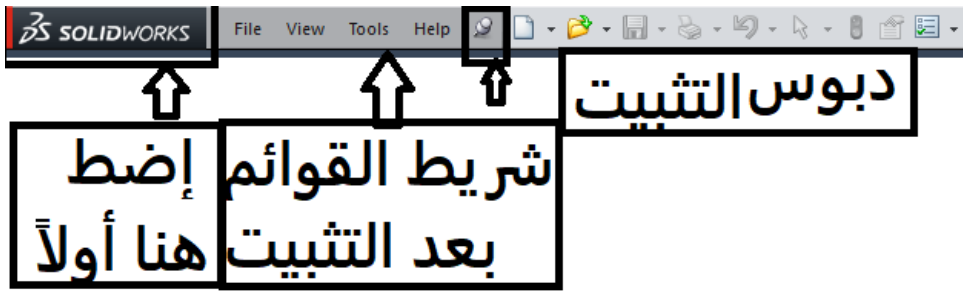 SOLIDWORKS File View Tools Help
دبوس التثبيت
إضط
هنا أولاً
شريط القوائم
بعد التثبيت